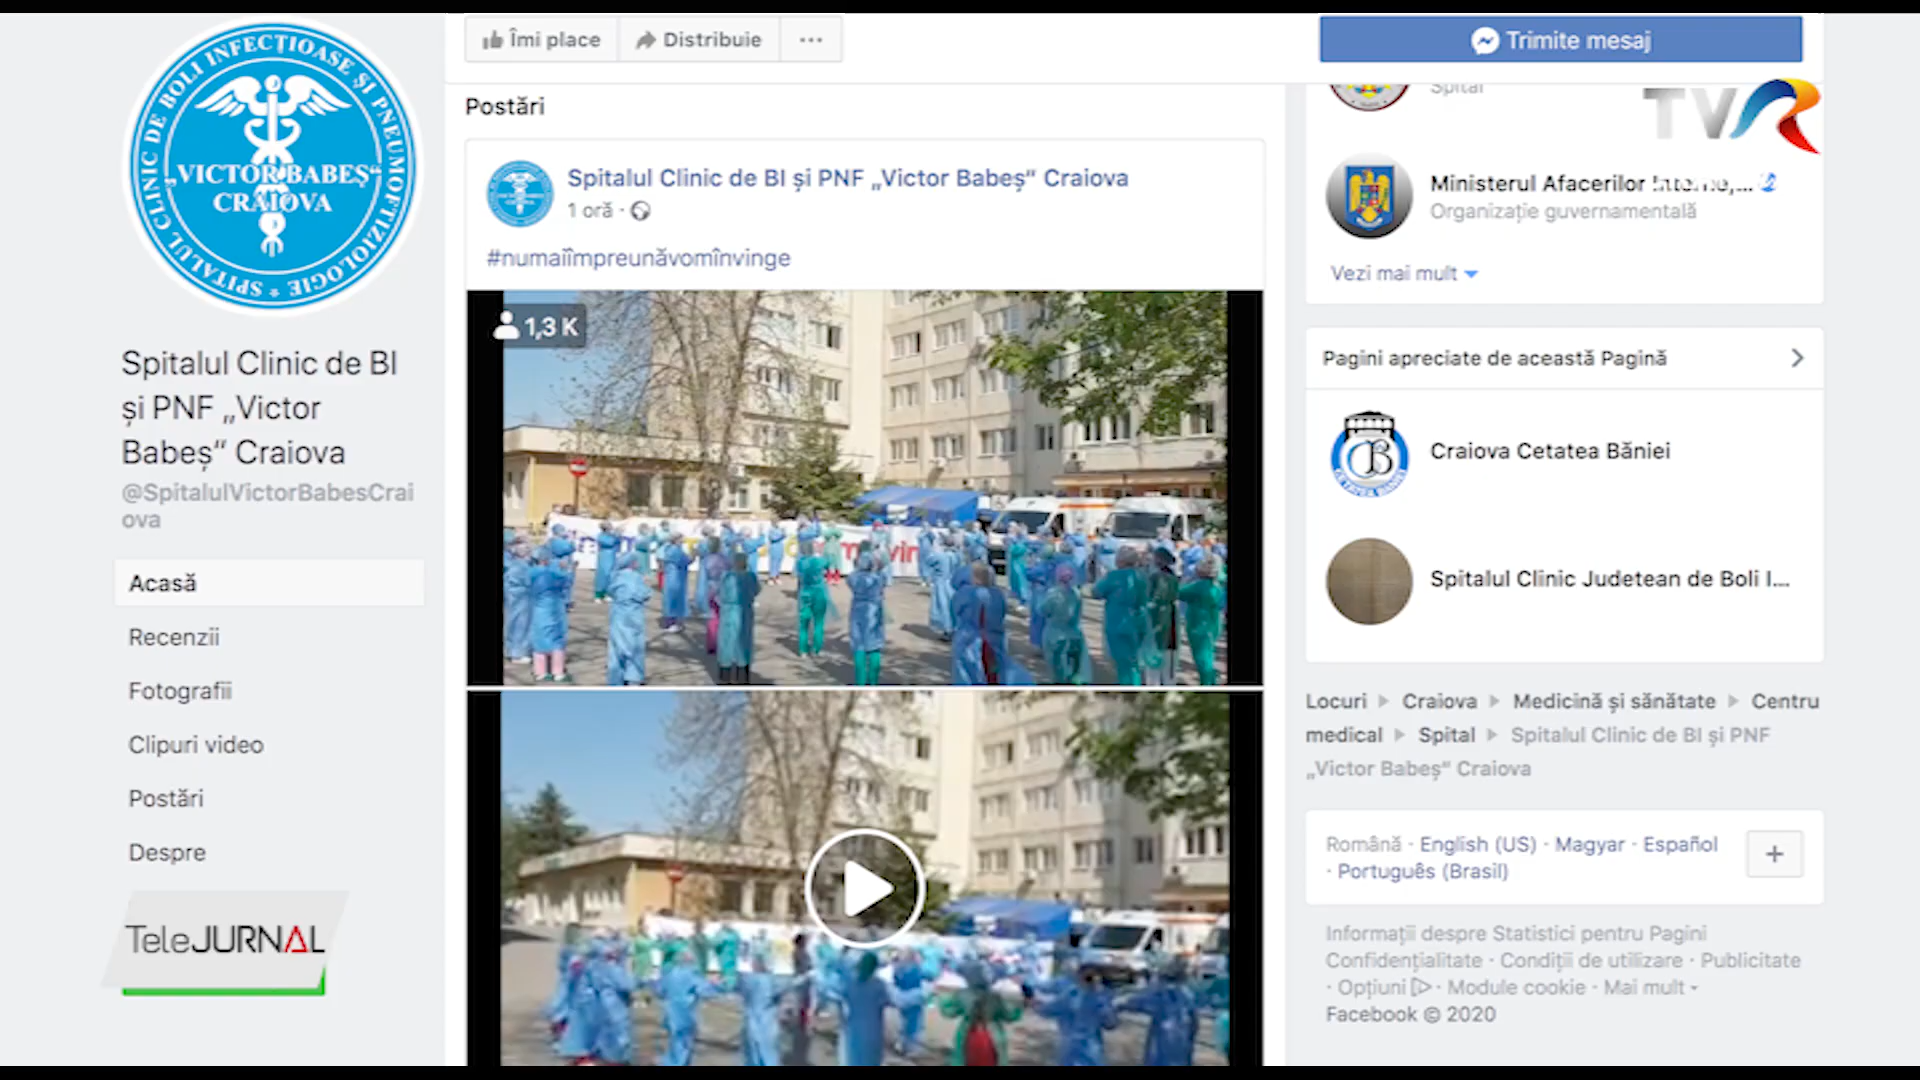 SPITALUL CLINIC DE BOLI INFECȚIOASE ȘI PNEUMOFTIZIOLOGIE *
„VICTOR BABEȘ“
CRAIOVA
Spitalul Clinic de BI
și PNF „Victor
Babeș“ Craiova
@SpitalulVictorBabesCrai
ova
Acasă
Recenzii
Fotografii
Clipuri video
Postări
Despre
TeleJURNAL
Îmi place
Distribuie
...
Trimite mesaj
Postări
Spitalul Clinic de BI și PNF „Victor Babeș“ Craiova
1 oră ·
#numaiîmpreunăvomînvinge
1,3 K
Spital
TVR
Ministerul Afacerilor Interne,...
Organizație guvernamentală
Vezi mai mult
Pagini apreciate de această Pagină
Craiova Cetatea Băniei
Spitalul Clinic Judetean de Boli I...
Locuri Craiova Medicină și sănătate Centru
medical Spital Spitalul Clinic de BI și PNF
„Victor Babeș“ Craiova
Română · English (US) · Magyar · Español
· Português (Brasil)
+
Informații despre Statistici pentru Pagini
Confidențialitate · Condiții de utilizare · Publicitate
· Opțiuni · Module cookie · Mai mult
Facebook © 2020